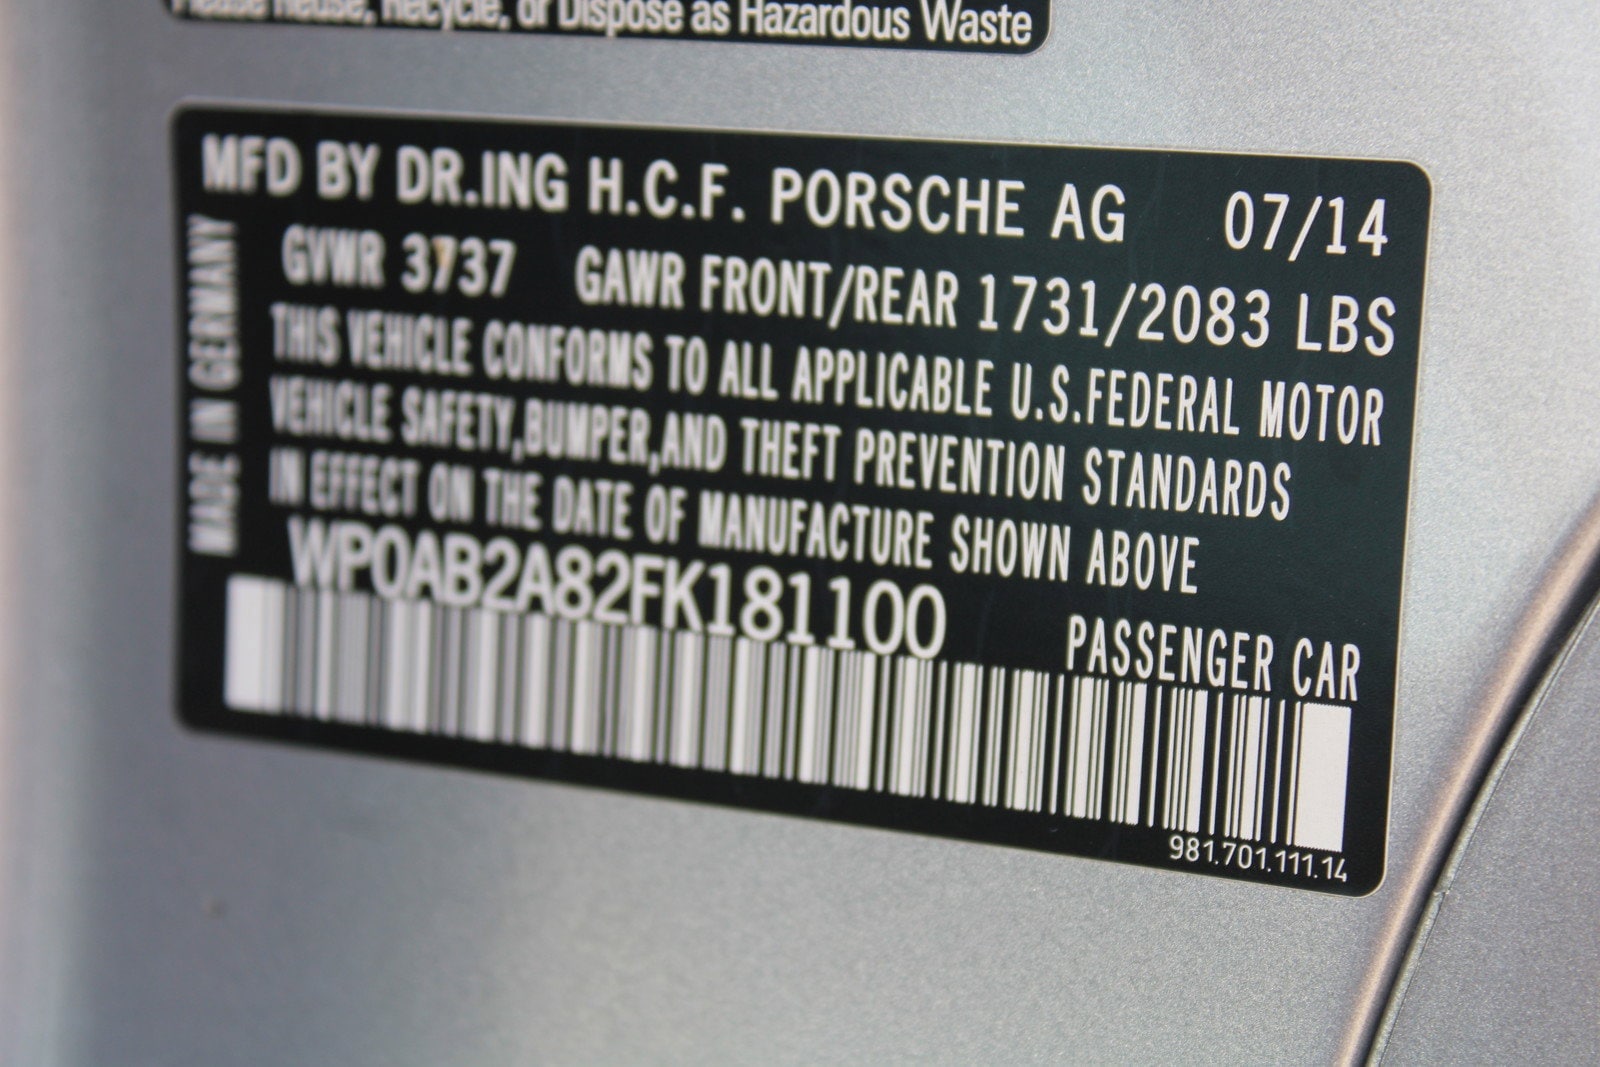 Please Reuse, Recycle, or Dispose as Hazardous Waste
MFD BY DR.ING H.C.F. PORSCHE AG 07/14
GVWR 3737 GAWR FRONT/REAR 1731/2083 LBS
THIS VEHICLE CONFORMS TO ALL APPLICABLE U.S.FEDERAL MOTOR
VEHICLE SAFETY,BUMPER,AND THEFT PREVENTION STANDARDS
IN EFFECT ON THE DATE OF MANUFACTURE SHOWN ABOVE
WP0AB2A82FK181100
PASSENGER CAR
981.701.111.14
MADE IN GERMANY